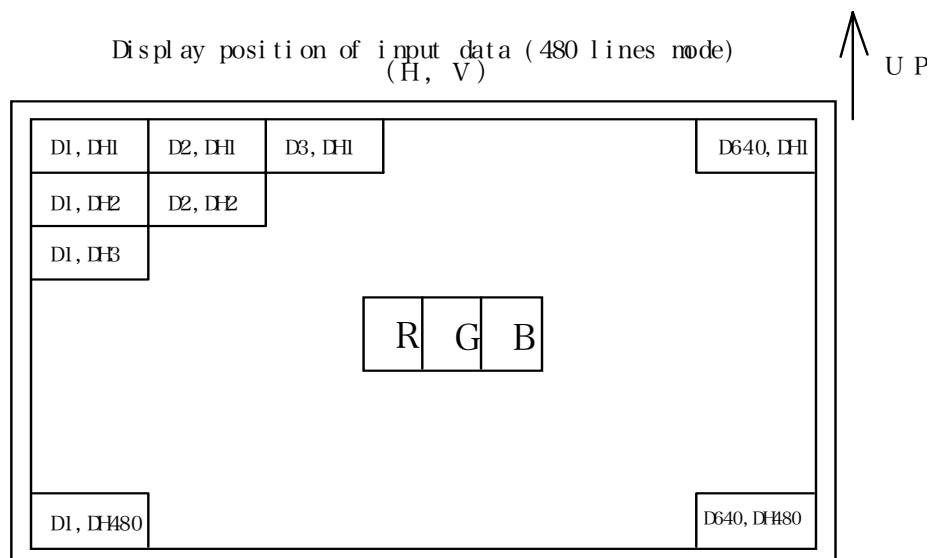 Display position of input data (480 lines mode)
(H, V)
UP
D1, DH1 D2, DH1 D3, DH1 D640, DH1
D1, DH2 D2, DH2
D1, DH3
R G B
D1, DH480 D640, DH480